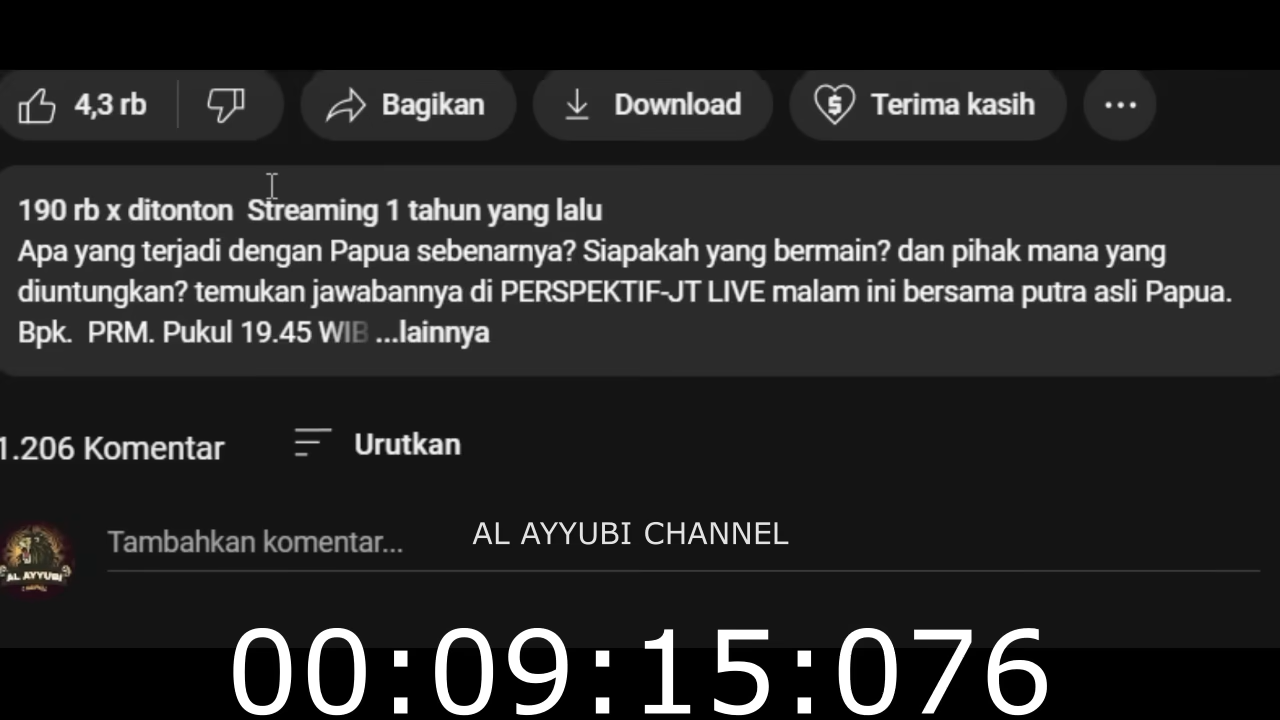 4,3 rb Bagikan Download Terima kasih
190 rb x ditonton Streaming 1 tahun yang lalu
Apa yang terjadi dengan Papua sebenarnya? Siapakah yang bermain? dan pihak mana yang
diuntungkan? temukan jawabannya di PERSPEKTIF-JT LIVE malam ini bersama putra asli Papua.
Bpk. PRM. Pukul 19.45 WIB ...lainnya
1.206 Komentar Urutkan
Tambahkan komentar...
AL AYYUBI CHANNEL
AL AYYUBI
00:09:15:076